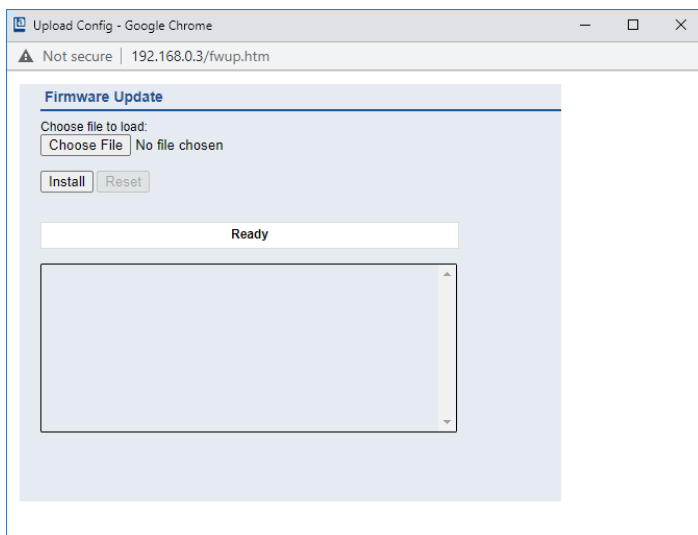 Upload Config - Google Chrome
Not secure | 192.168.0.3/fwup.htm
Firmware Update
Choose file to load:
Choose File No file chosen
Install Reset
Ready